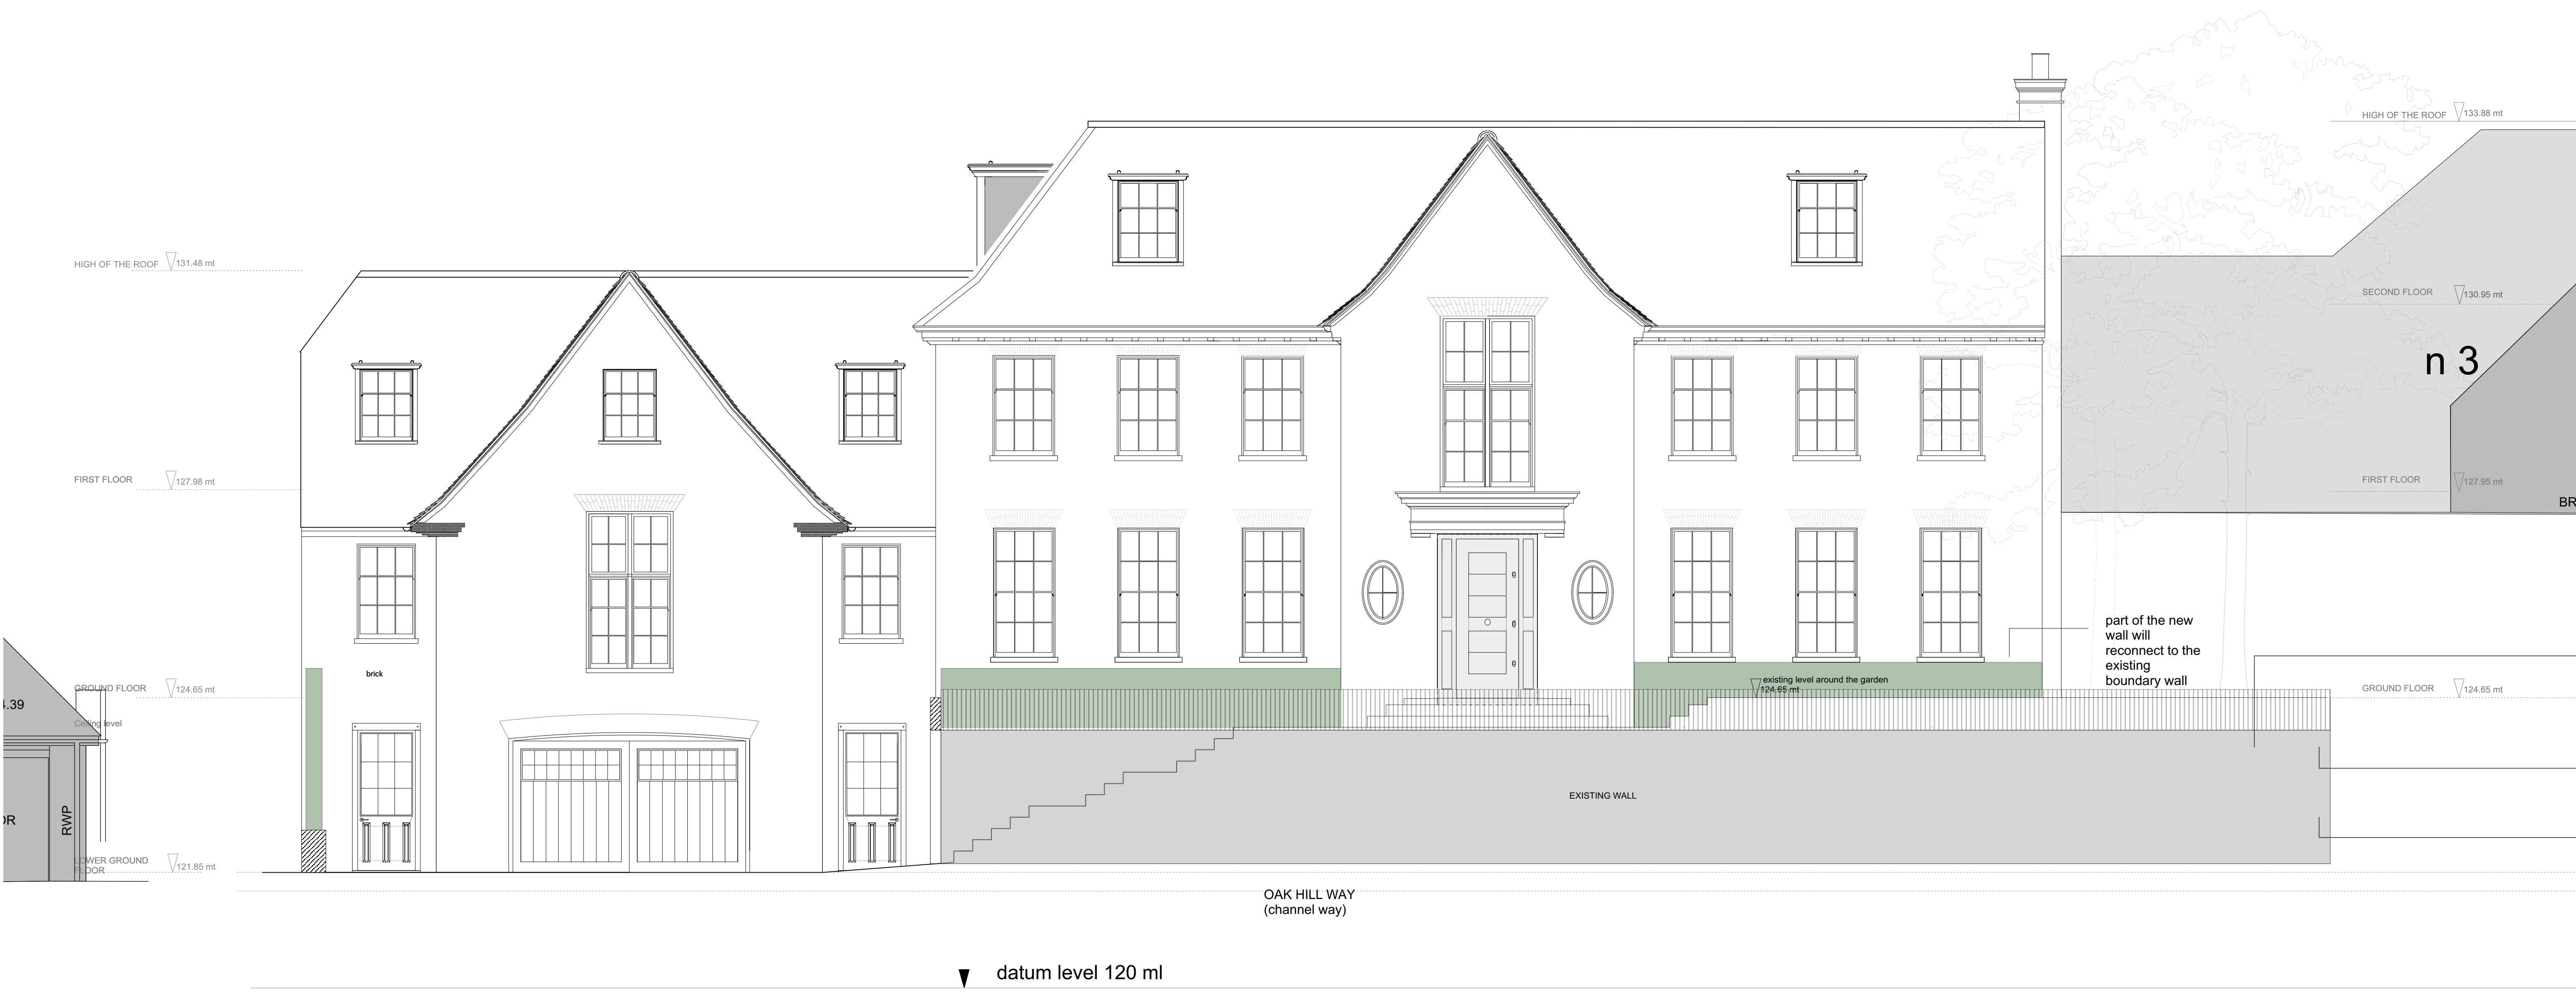 HIGH OF THE ROOF 133.88 mt
HIGH OF THE ROOF 131.48 mt
SECOND FLOOR 130.95 mt
n 3
FIRST FLOOR 127.98 mt
FIRST FLOOR 127.95 mt
BR
part of the new
wall will
reconnect to the
existing
boundary wall
brick
existing level around the garden
124.65 mt
GROUND FLOOR 124.65 mt
GROUND FLOOR 124.65 mt
4.39
Ceiling level
EXISTING WALL
OR
RWP
LOWER GROUND
FLOOR
121.85 mt
OAK HILL WAY
(channel way)
datum level 120 ml